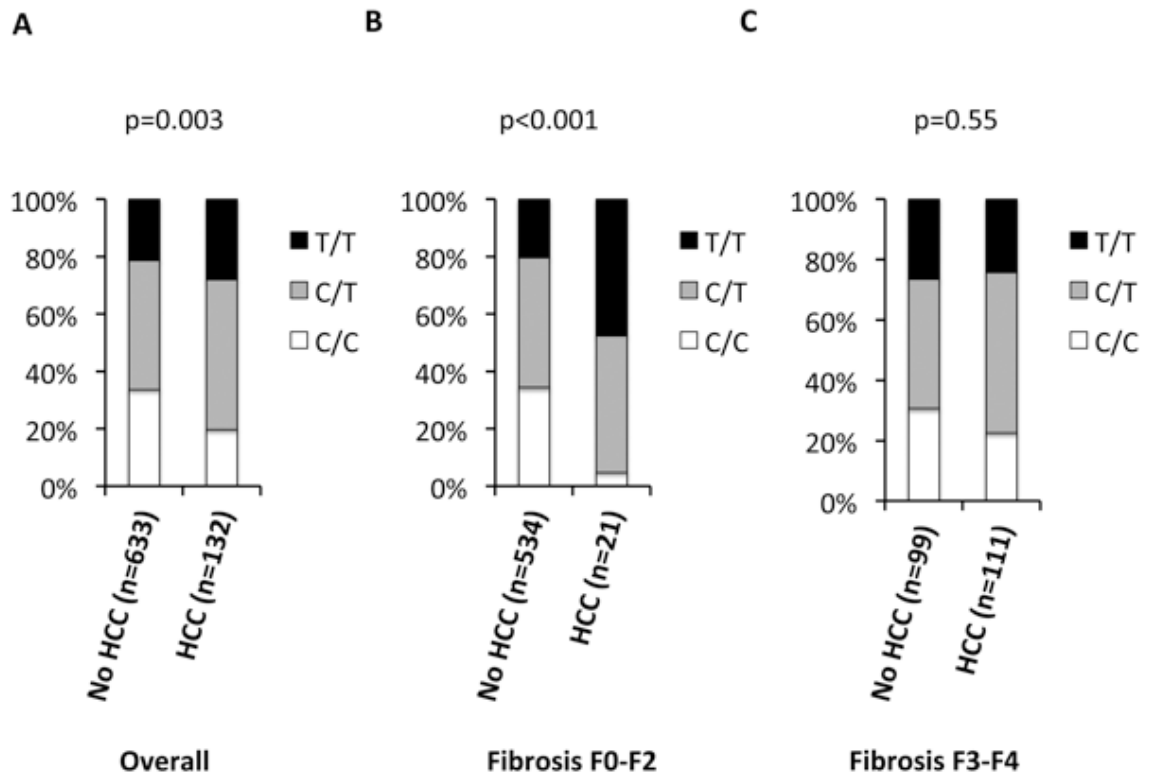 A
p=0.003
100%
80%
60%
40%
20%
0%
T/T
C/T
C/C
No HCC (n=633)
HCC (n=132)
Overall
B
p<0.001
100%
80%
60%
40%
20%
0%
T/T
C/T
C/C
No HCC (n=534)
HCC (n=21)
Fibrosis F0-F2
C
p=0.55
100%
80%
60%
40%
20%
0%
T/T
C/T
C/C
No HCC (n=99)
HCC (n=111)
Fibrosis F3-F4